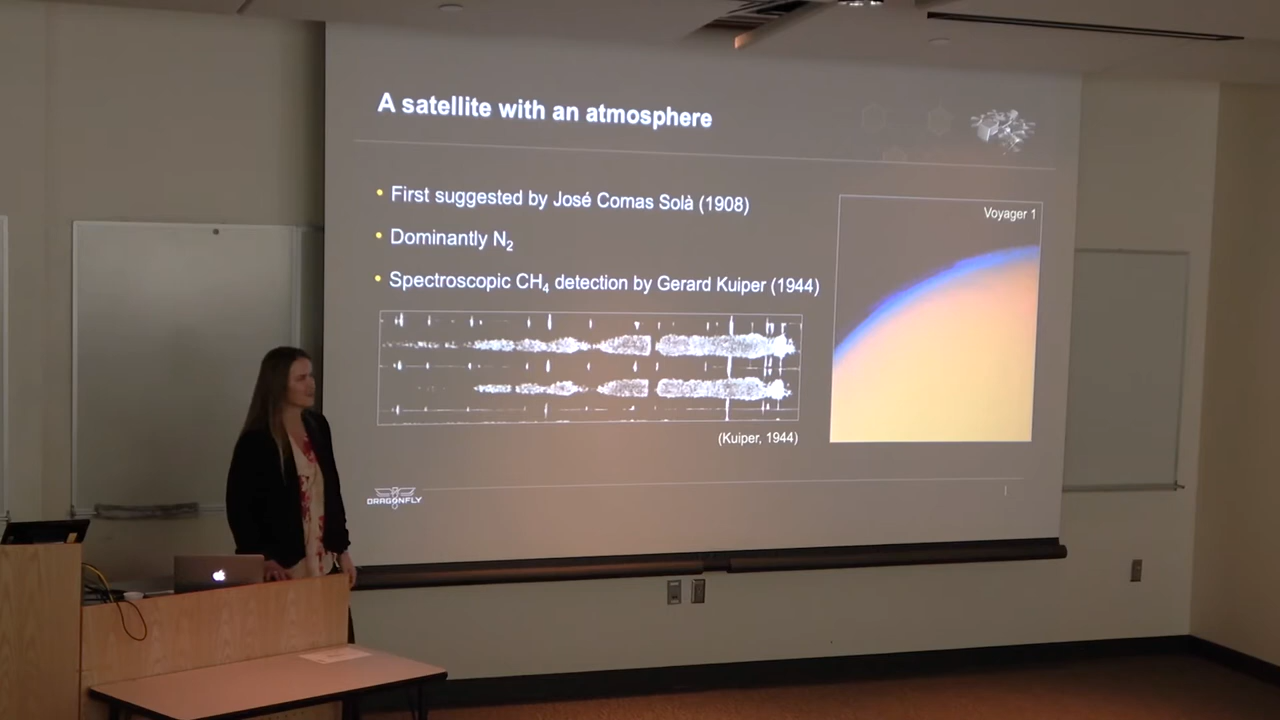 A satellite with an atmosphere
• First suggested by José Comas Solà (1908)
• Dominantly N₂
• Spectroscopic CH₄ detection by Gerard Kuiper (1944)
Voyager 1
(Kuiper, 1944)
DRAGONFLY